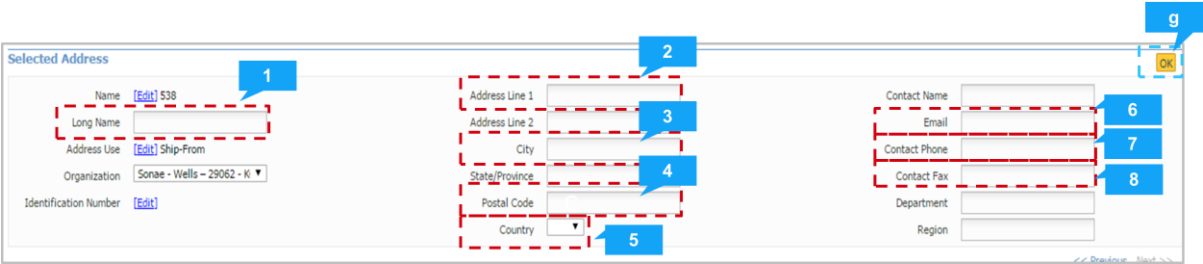 g
Selected Address
OK
1
Name [Edit] 538
Long Name
Address Use [Edit] Ship-From
Organization Sonae - Wells – 29062 - K
Identification Number [Edit]
2
Address Line 1
Address Line 2
3
City
State/Province
4
Postal Code
Country
5
Contact Name
Email
6
Contact Phone
7
Contact Fax
8
Department
Region
<< Previous Next >>